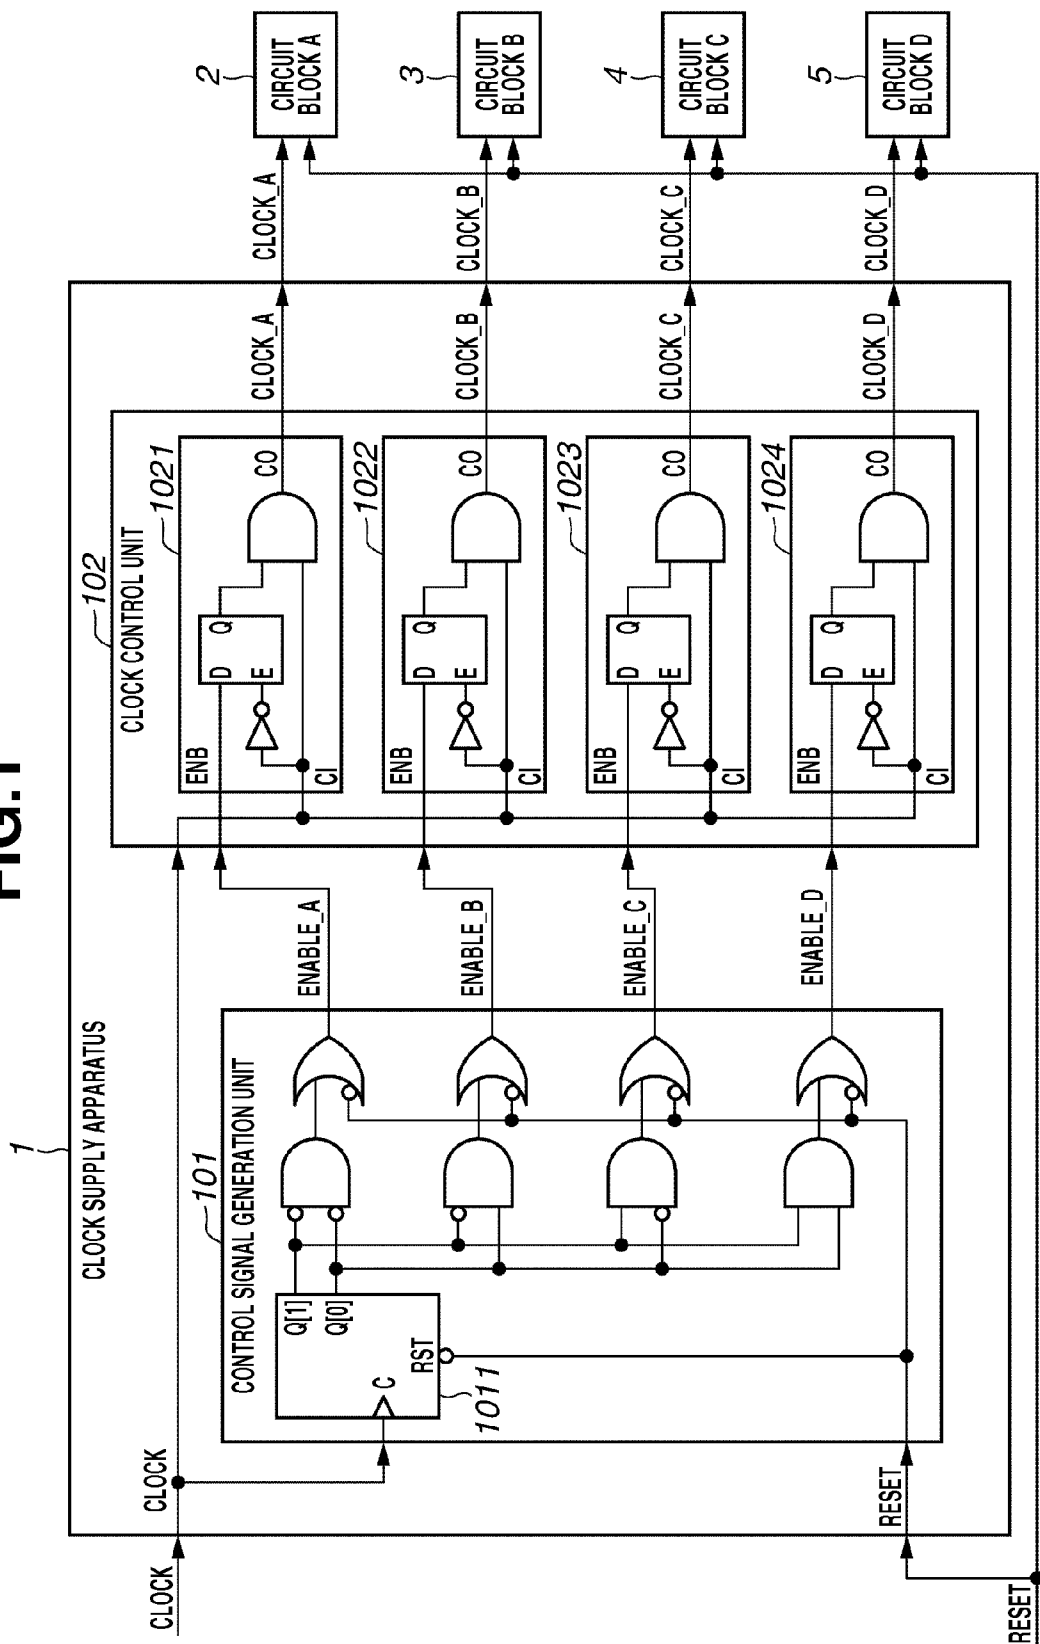 FIG.1
1
CLOCK SUPPLY APPARATUS
CLOCK
CLOCK
RESET
RESET
101
CONTROL SIGNAL GENERATION UNIT
Q[1]
Q[0]
C
RST
1011
ENABLE_A
ENABLE_B
ENABLE_C
ENABLE_D
102
CLOCK CONTROL UNIT
1021
ENB
D
Q
E
CI
CO
1022
ENB
D
Q
E
CI
CO
1023
ENB
D
Q
E
CI
CO
1024
ENB
D
Q
E
CI
CO
CLOCK_A
CLOCK_A
CLOCK_B
CLOCK_B
CLOCK_C
CLOCK_C
CLOCK_D
CLOCK_D
2
CIRCUIT
BLOCK A
3
CIRCUIT
BLOCK B
4
CIRCUIT
BLOCK C
5
CIRCUIT
BLOCK D